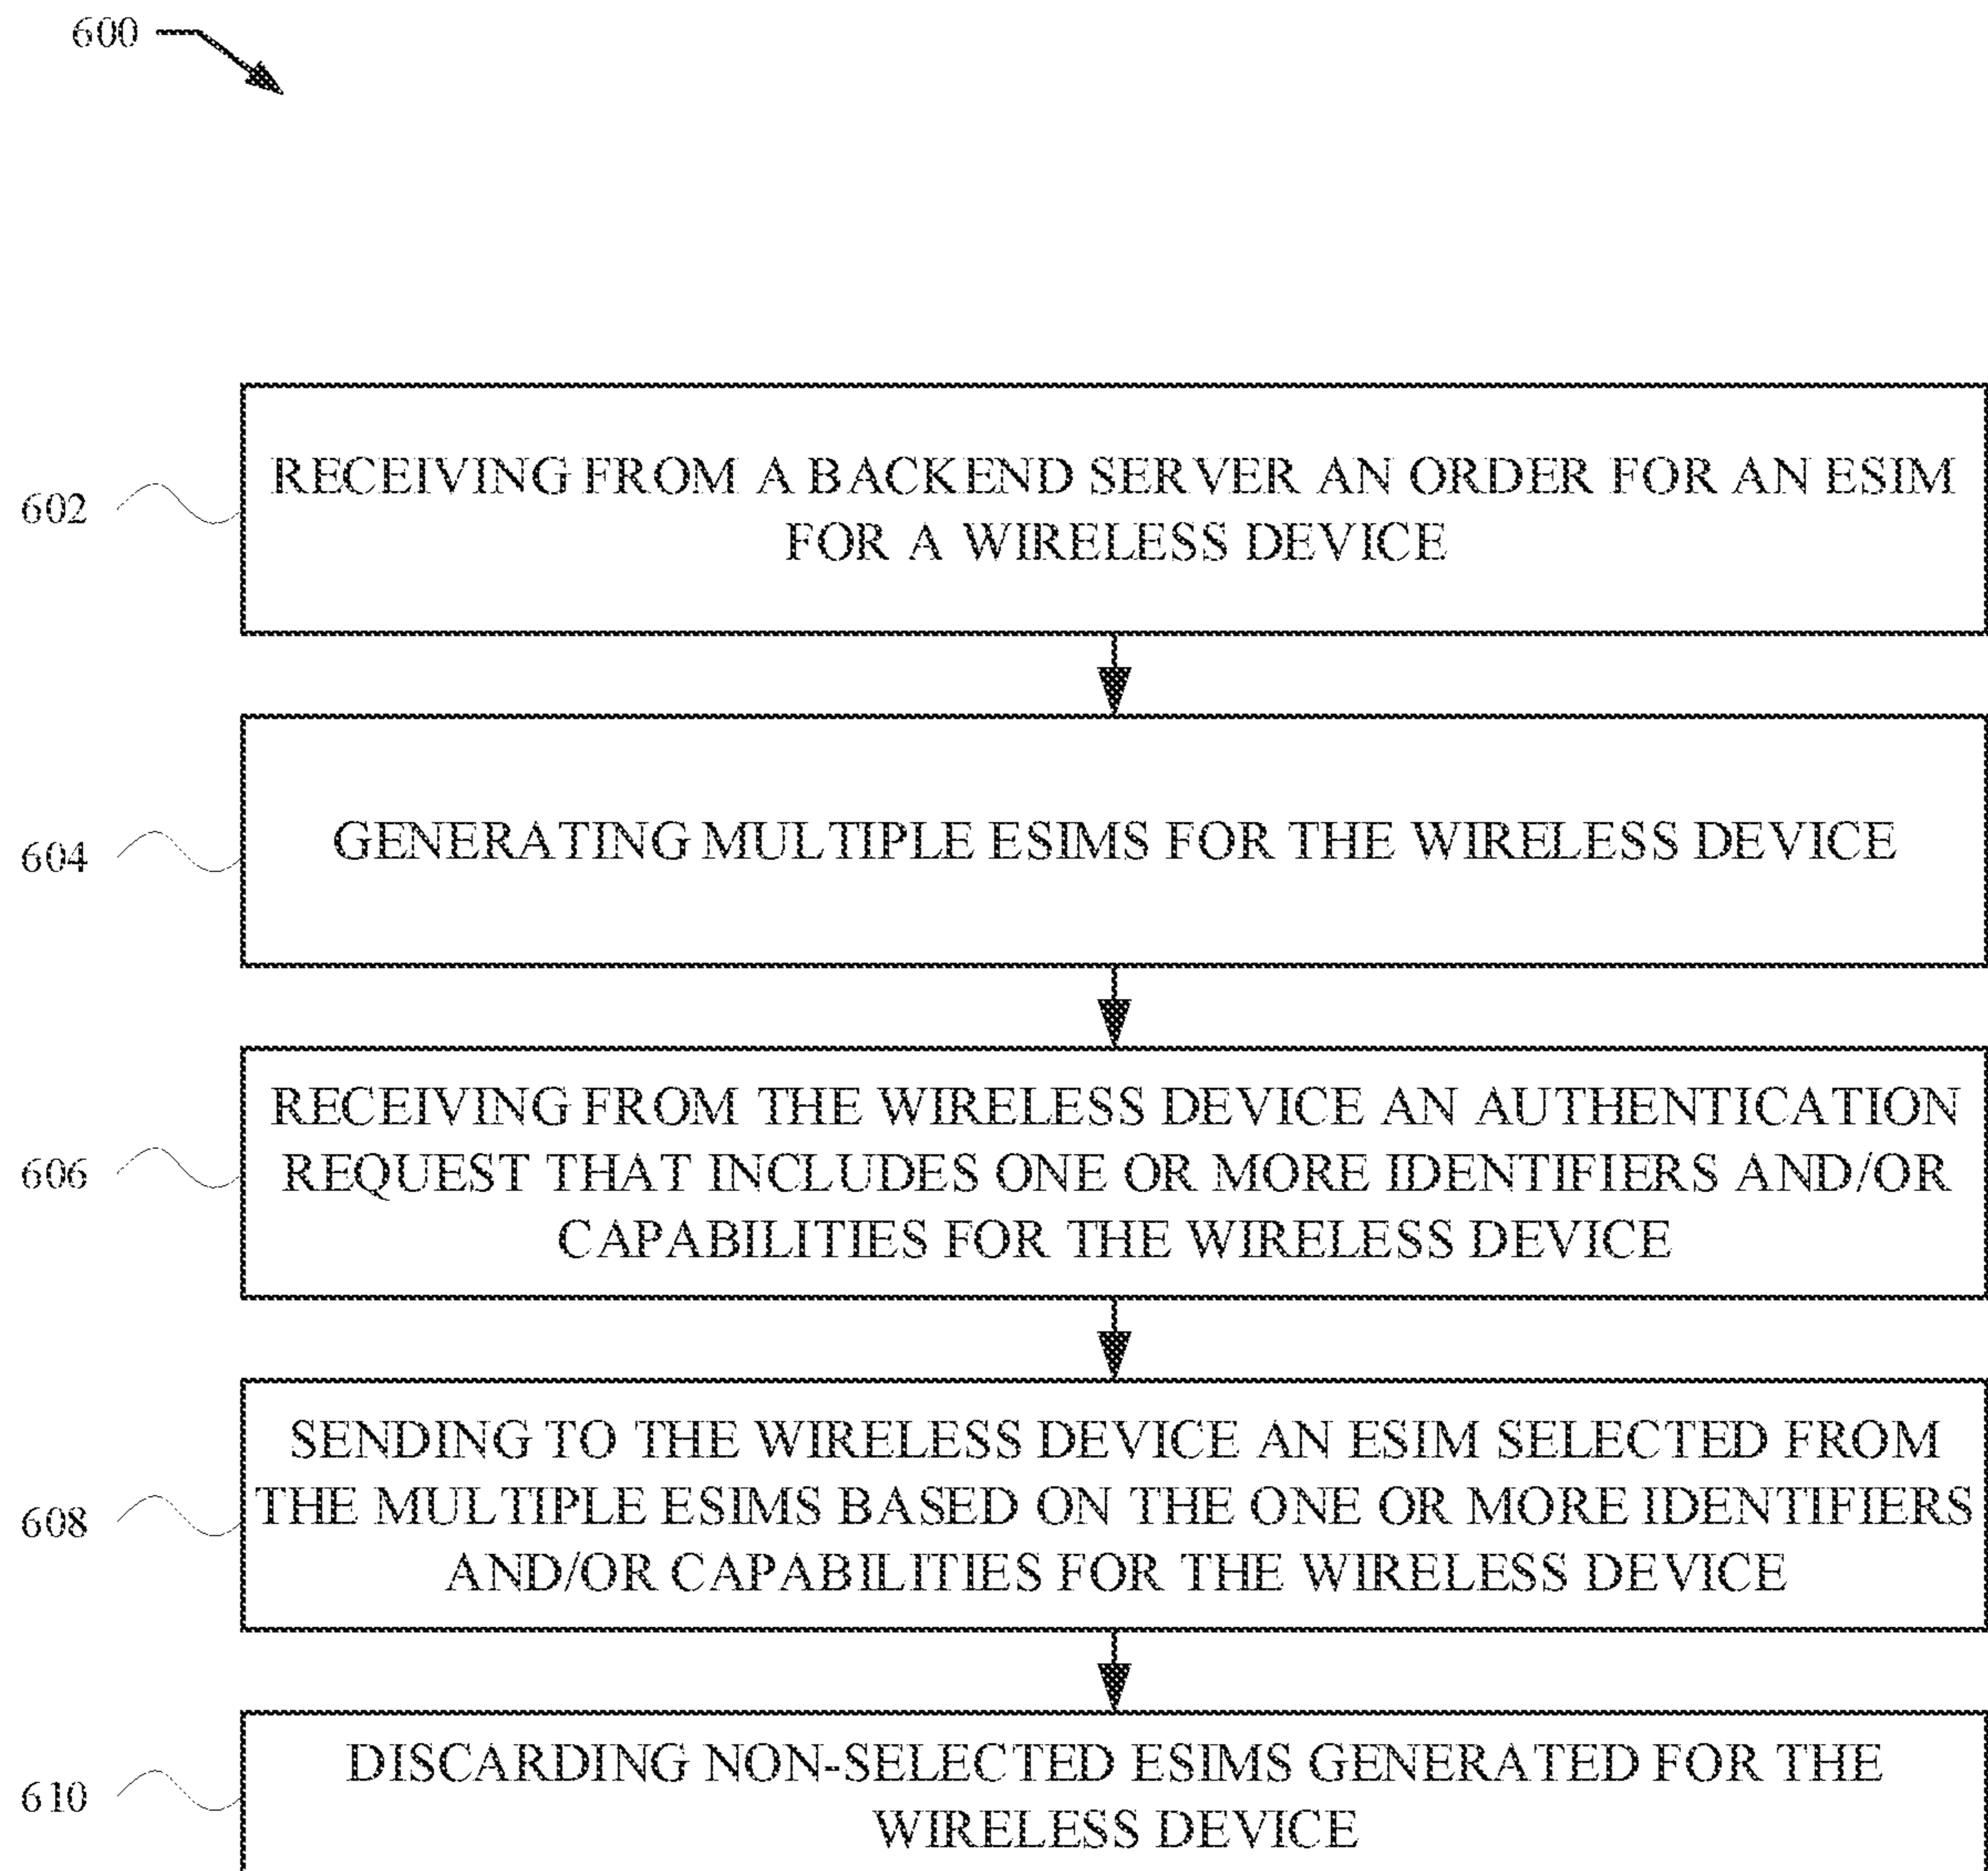 600
602
RECEIVING FROM A BACKEND SERVER AN ORDER FOR AN ESIM
FOR A WIRELESS DEVICE
604
GENERATING MULTIPLE ESIMS FOR THE WIRELESS DEVICE
606
RECEIVING FROM THE WIRELESS DEVICE AN AUTHENTICATION
REQUEST THAT INCLUDES ONE OR MORE IDENTIFIERS AND/OR
CAPABILITIES FOR THE WIRELESS DEVICE
608
SENDING TO THE WIRELESS DEVICE AN ESIM SELECTED FROM
THE MULTIPLE ESIMS BASED ON THE ONE OR MORE IDENTIFIERS
AND/OR CAPABILITIES FOR THE WIRELESS DEVICE
610
DISCARDING NON-SELECTED ESIMS GENERATED FOR THE
WIRELESS DEVICE